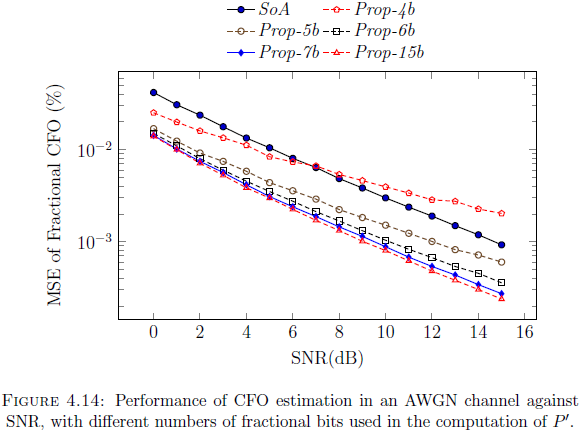 SoA Prop-4b
Prop-5b Prop-6b
Prop-7b Prop-15b
MSE of Fractional CFO (%)
10⁻²
10⁻³
0 2 4 6 8 10 12 14 16
SNR(dB)
FIGURE 4.14: Performance of CFO estimation in an AWGN channel against
SNR, with different numbers of fractional bits used in the computation of P′.